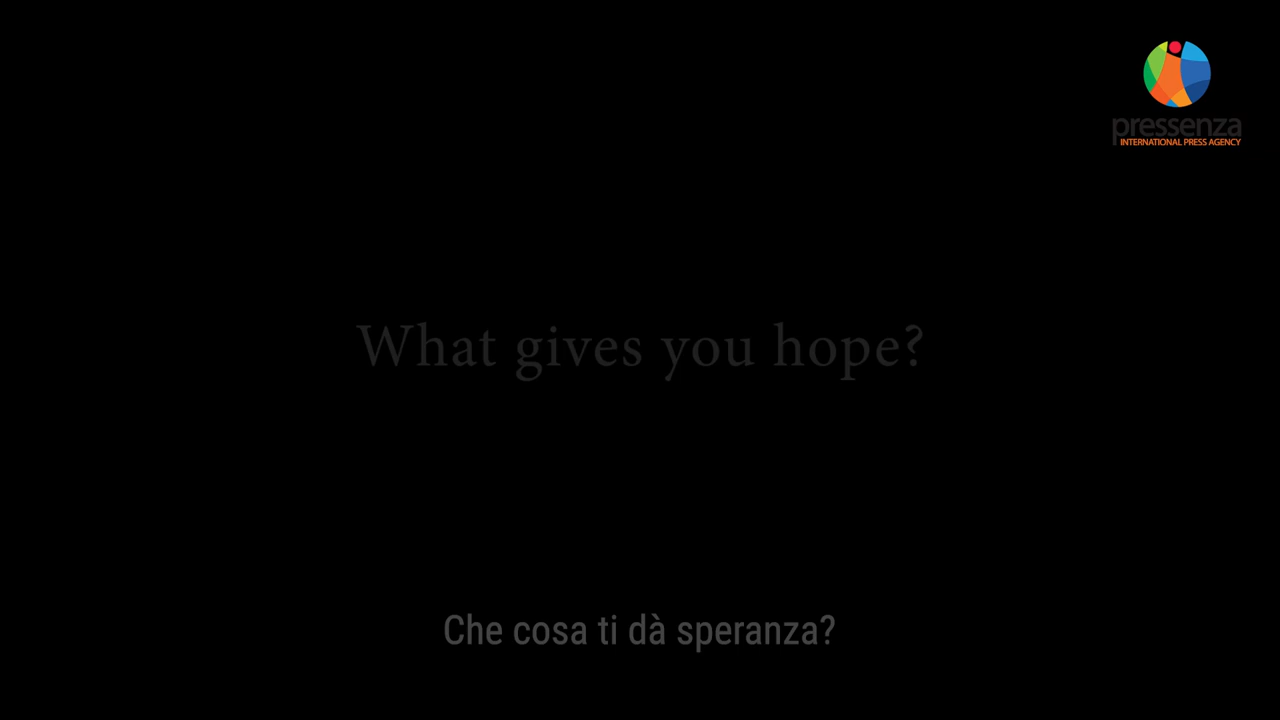 pressenza
INTERNATIONAL PRESS AGENCY
What gives you hope?
Che cosa ti dà speranza?